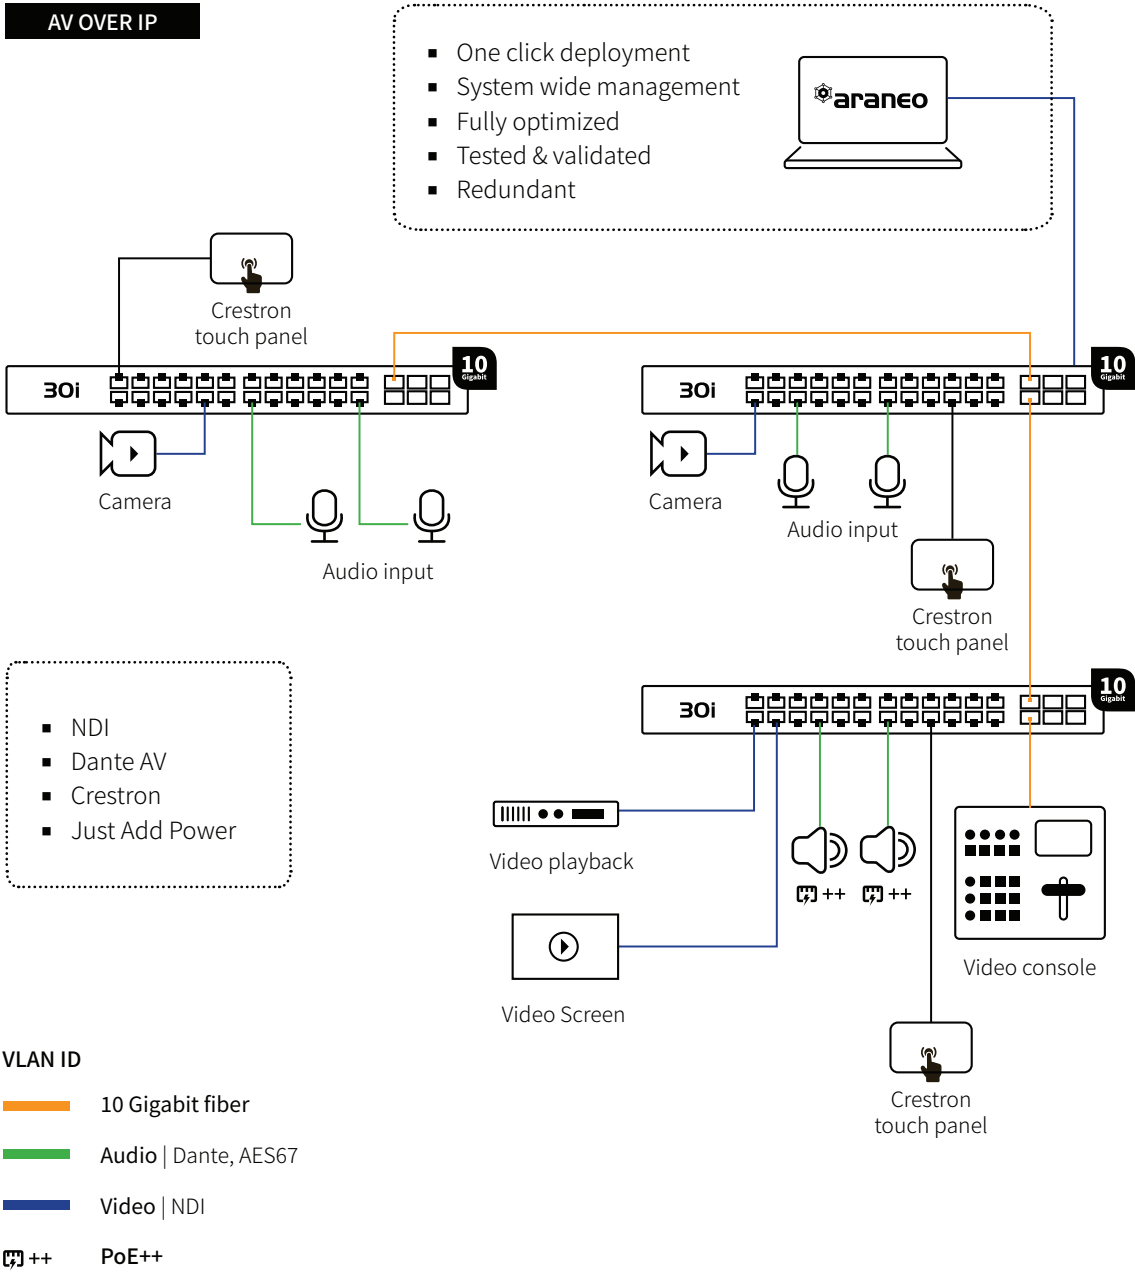 AV OVER IP
▪ One click deployment
▪ System wide management
▪ Fully optimized
▪ Tested & validated
▪ Redundant
araneo
Crestron
touch panel
30i
10
Gigabit
30i
10
Gigabit
Camera
Audio input
Camera
Audio input
Crestron
touch panel
30i
10
Gigabit
▪ NDI
▪ Dante AV
▪ Crestron
▪ Just Add Power
Video playback
++
++
Video console
Video Screen
Crestron
touch panel
VLAN ID
10 Gigabit fiber
Audio | Dante, AES67
Video | NDI
++ PoE++